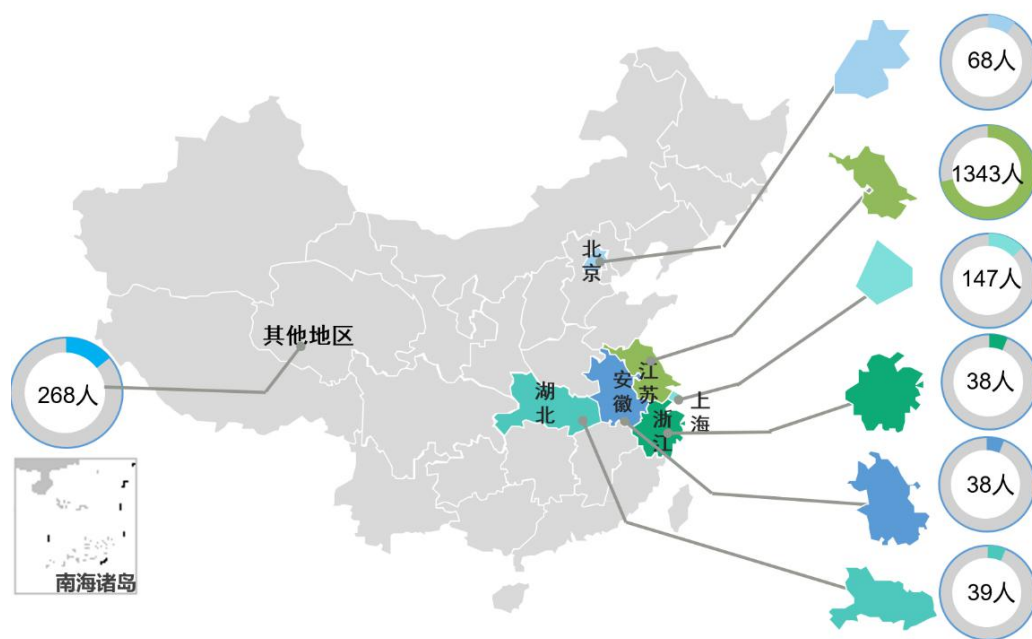 68人
1343人
147人
38人
38人
39人
北京
其他地区
268人
江苏
安徽
上海
湖北
浙江
南海诸岛